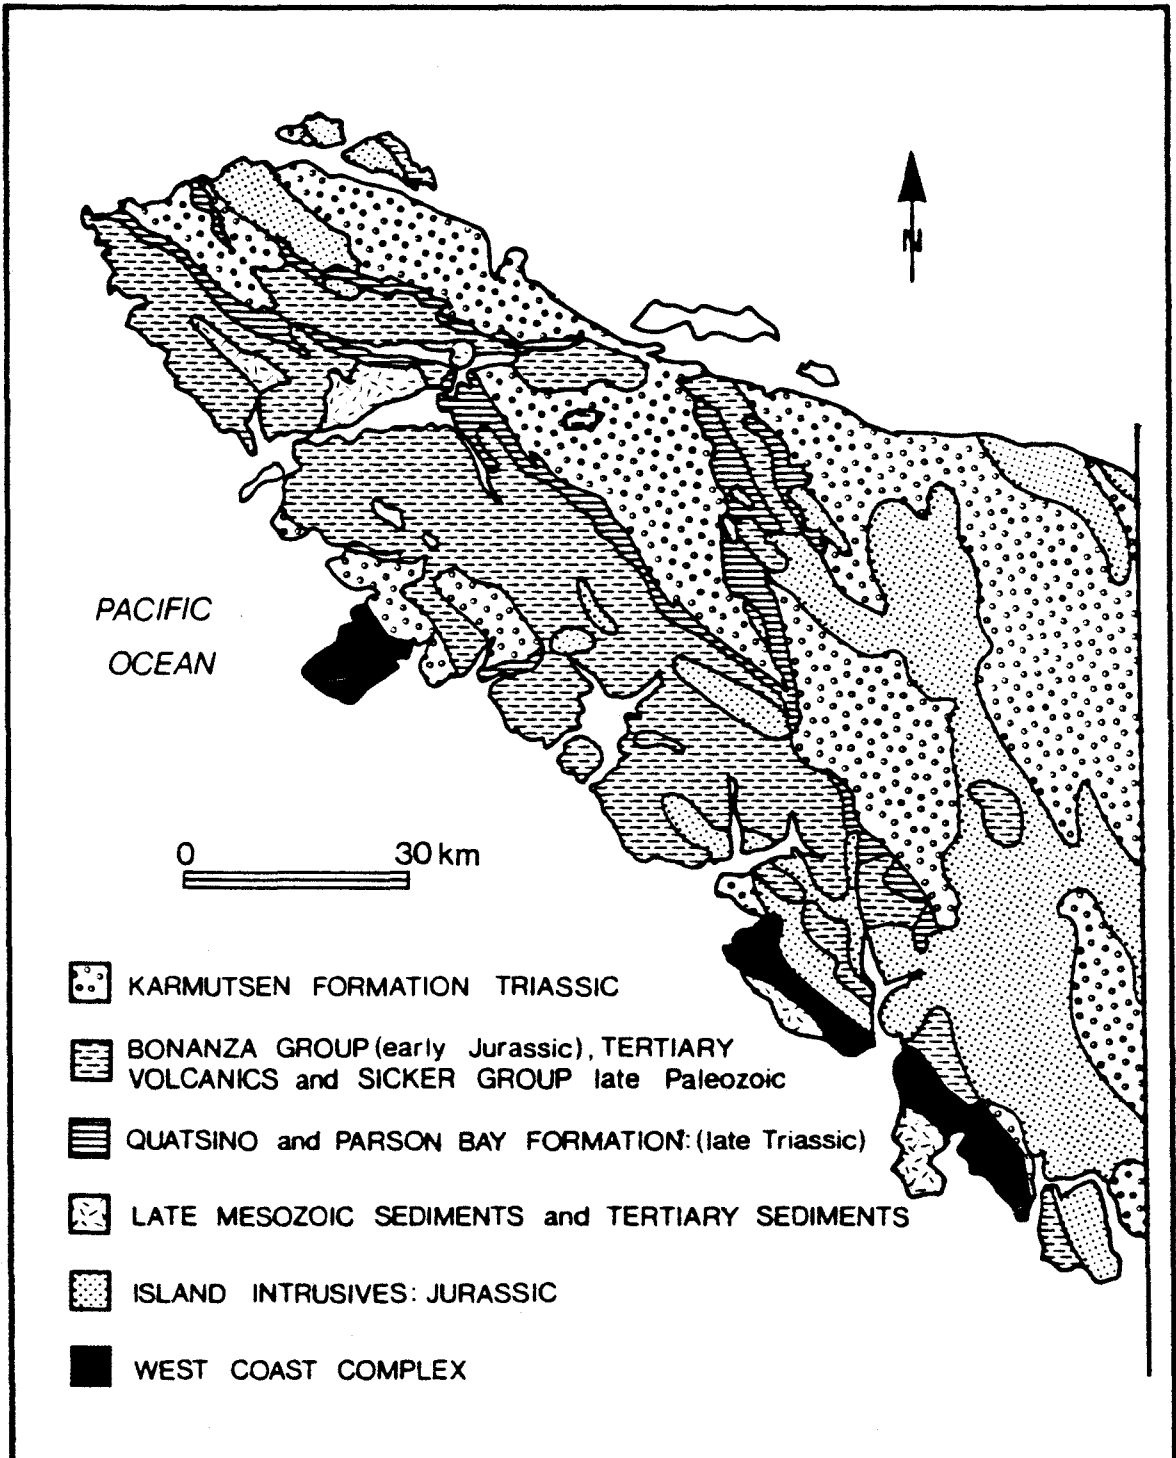 N
PACIFIC
OCEAN
0 30 km
KARMUTSEN FORMATION TRIASSIC
BONANZA GROUP (early Jurassic), TERTIARY
VOLCANICS and SICKER GROUP late Paleozoic
QUATSINO and PARSON BAY FORMATION: (late Triassic)
LATE MESOZOIC SEDIMENTS and TERTIARY SEDIMENTS
ISLAND INTRUSIVES: JURASSIC
WEST COAST COMPLEX